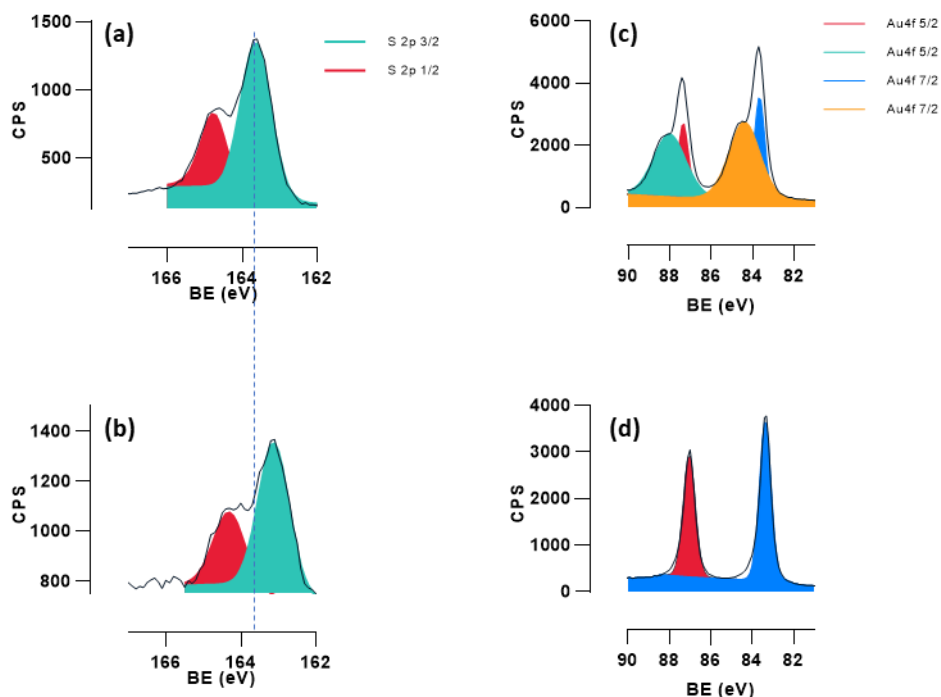 (a)
1500
1000
500
CPS
S 2p 3/2
S 2p 1/2
166 164 162
BE (eV)
(c)
6000
4000
2000
0
CPS
Au4f 5/2
Au4f 5/2
Au4f 7/2
Au4f 7/2
90 88 86 84 82
BE (eV)
(b)
1400
1200
1000
800
CPS
166 164 162
BE (eV)
(d)
4000
3000
2000
1000
0
CPS
90 88 86 84 82
BE (eV)